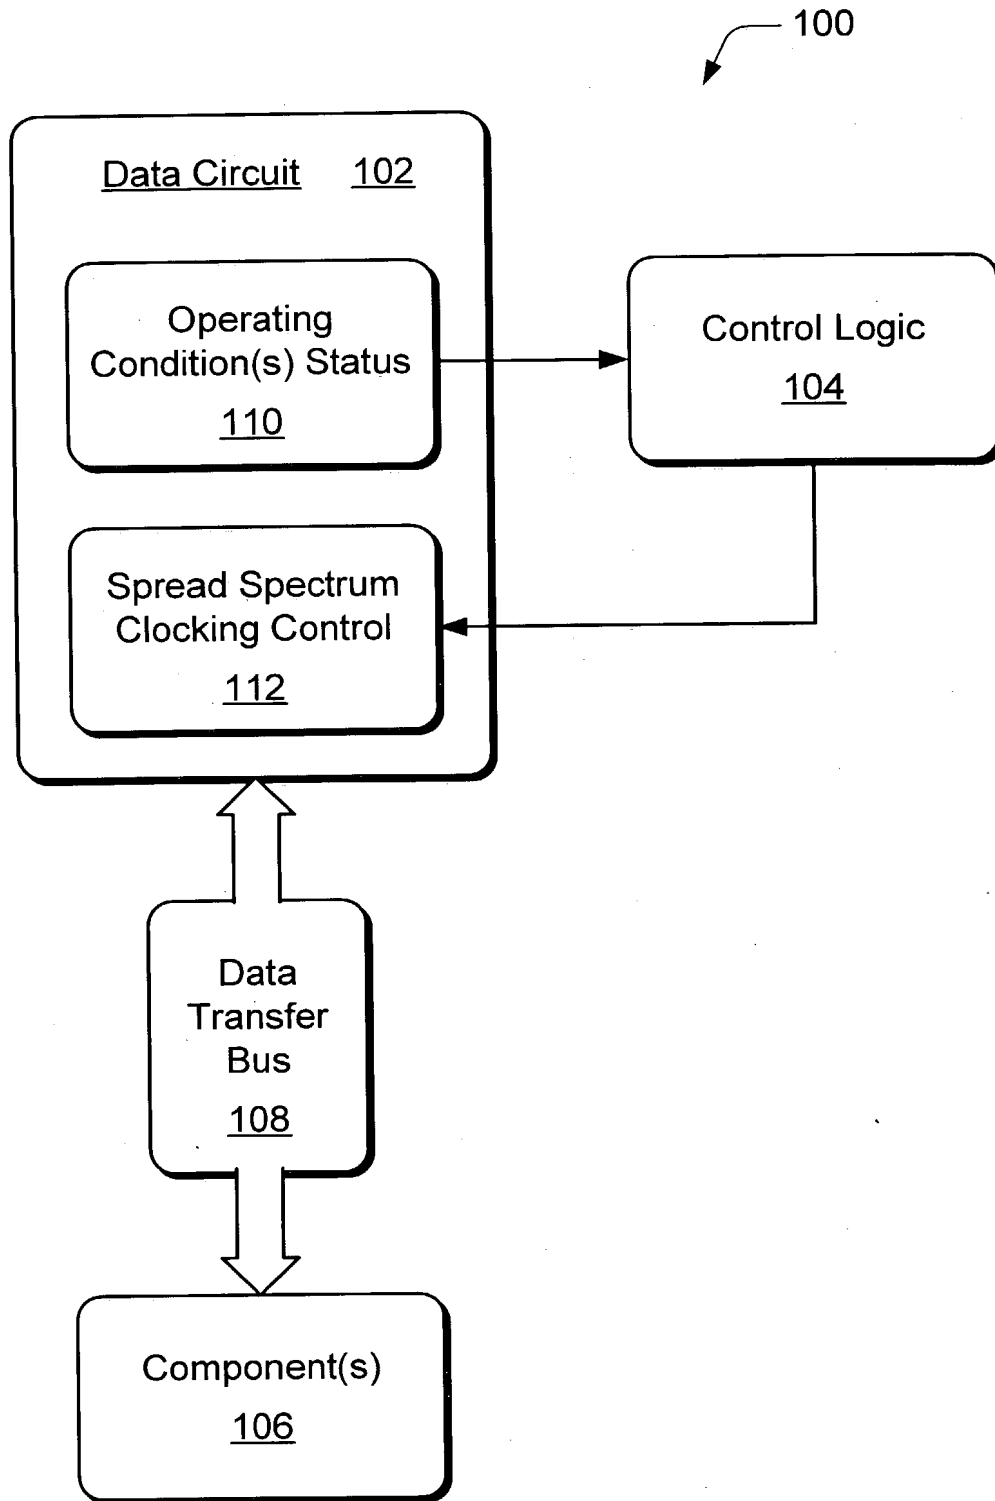 100
Data Circuit 102
Operating
Condition(s) Status
110
Control Logic
104
Spread Spectrum
Clocking Control
112
Data
Transfer
Bus
108
Component(s)
106